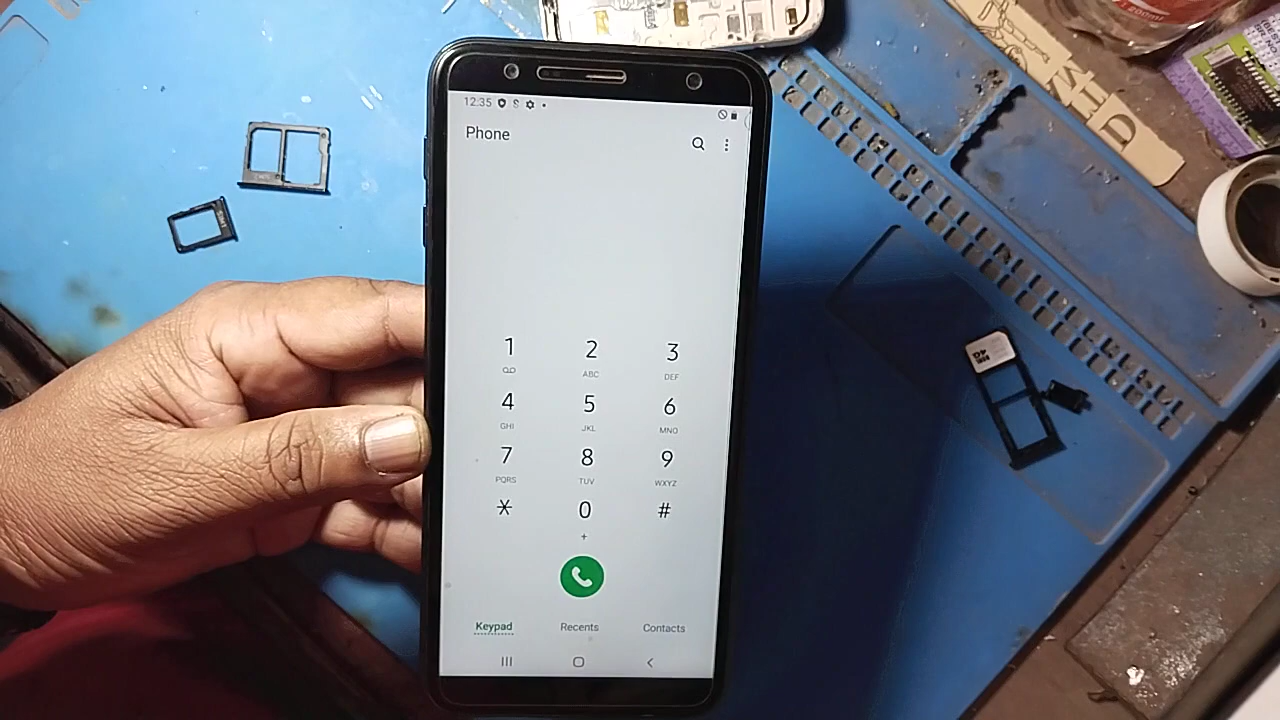 12:35
Phone
1 2 3
ABC DEF
4 5 6
GHI JKL MNO
7 8 9
PQRS TUV WXYZ
* 0 #
+
Keypad Recents Contacts
4G